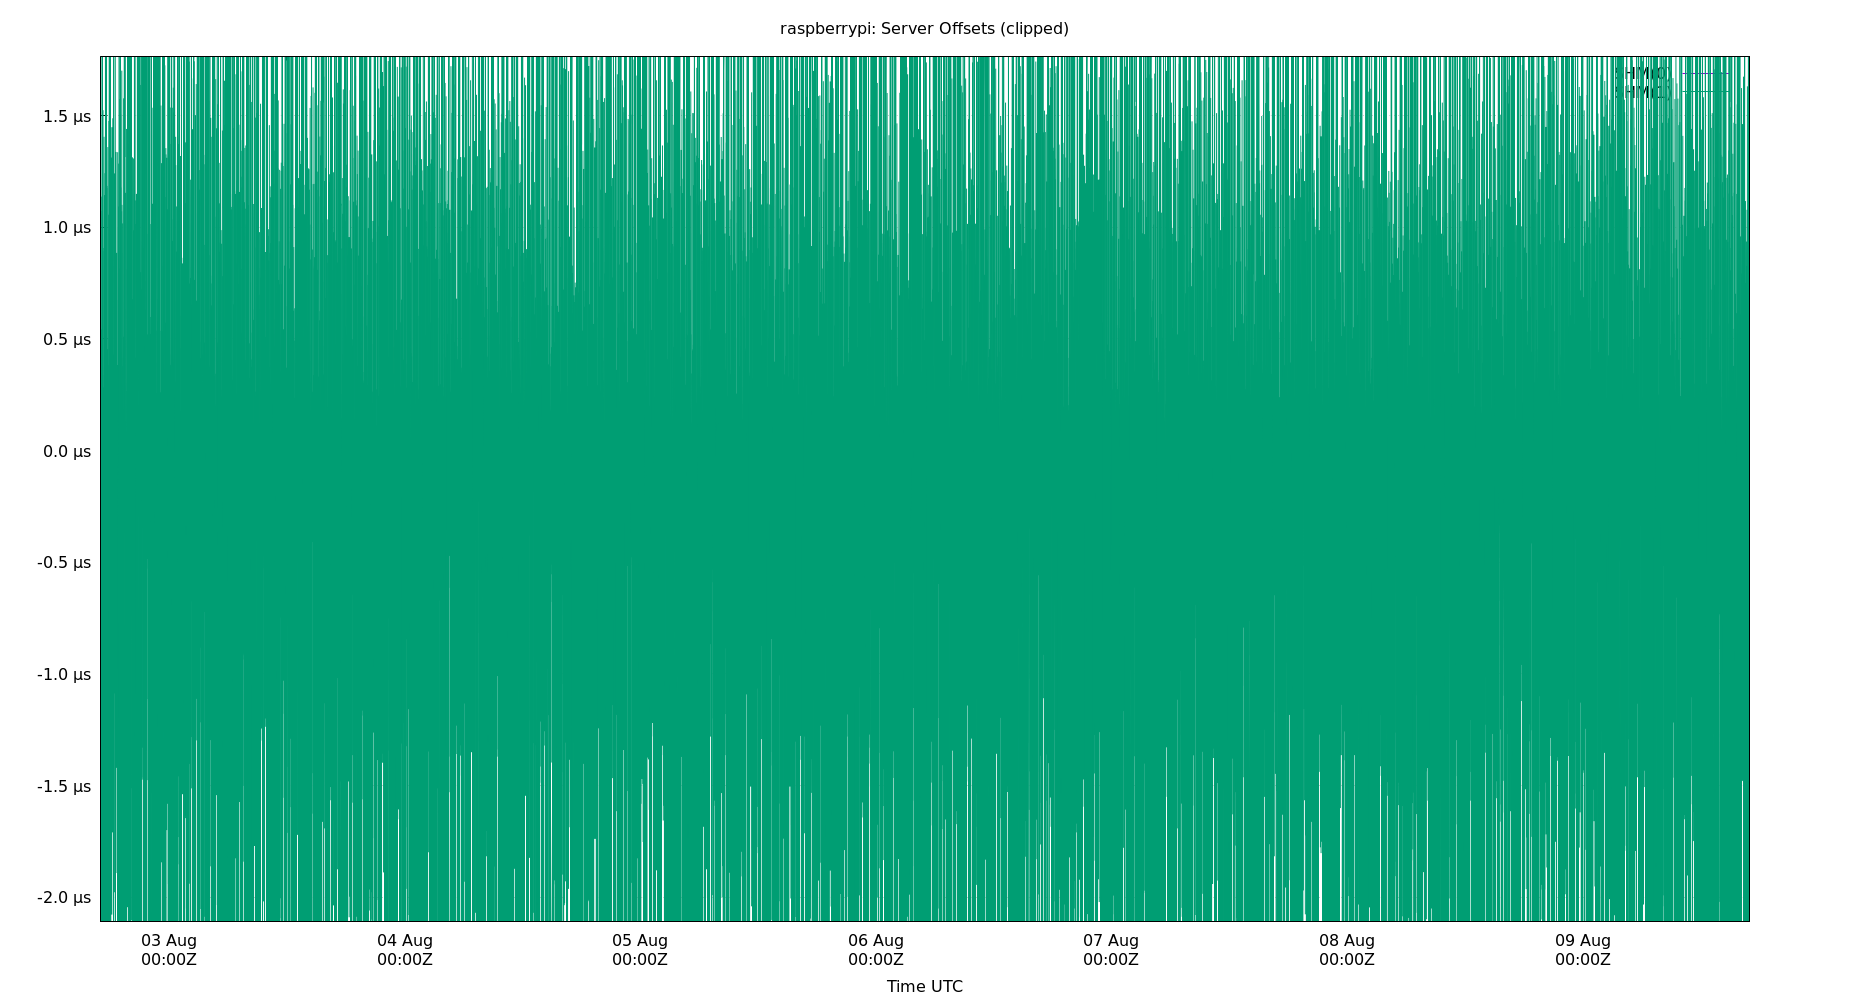 raspberrypi: Server Offsets (clipped)
1.5 µs
1.0 µs
0.5 µs
0.0 µs
-0.5 µs
-1.0 µs
-1.5 µs
-2.0 µs
03 Aug 00:00Z
04 Aug 00:00Z
05 Aug 00:00Z
06 Aug 00:00Z
07 Aug 00:00Z
08 Aug 00:00Z
09 Aug 00:00Z
Time UTC